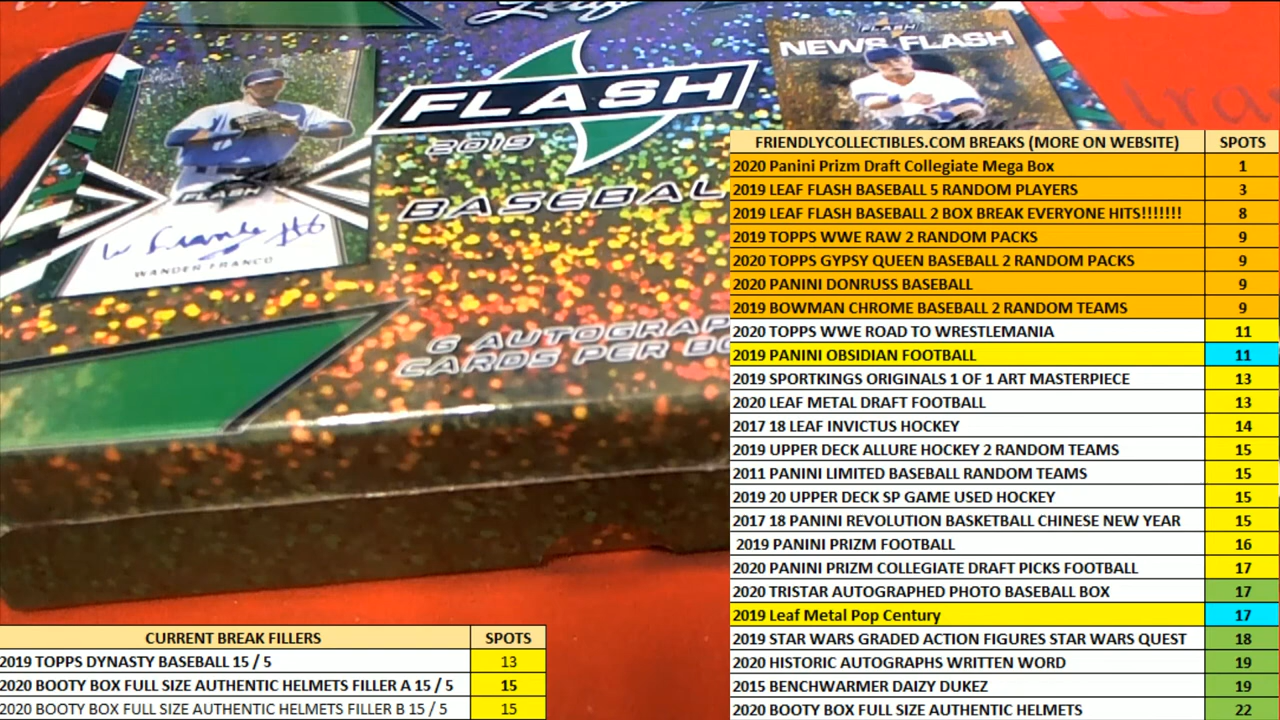 Leaf
PRO
FLASH
2019
BASEBAL
6 AUTOGRAP
CARDS PER BO
FLASH
WANDER FRANCO
FLASH
NEWS FLASH
FRIENDLYCOLLECTIBLES.COM BREAKS (MORE ON WEBSITE) SPOTS
2020 Panini Prizm Draft Collegiate Mega Box 1
2019 LEAF FLASH BASEBALL 5 RANDOM PLAYERS 3
2019 LEAF FLASH BASEBALL 2 BOX BREAK EVERYONE HITS!!!!!!! 8
2019 TOPPS WWE RAW 2 RANDOM PACKS 9
2020 TOPPS GYPSY QUEEN BASEBALL 2 RANDOM PACKS 9
2020 PANINI DONRUSS BASEBALL 9
2019 BOWMAN CHROME BASEBALL 2 RANDOM TEAMS 9
2020 TOPPS WWE ROAD TO WRESTLEMANIA 11
2019 PANINI OBSIDIAN FOOTBALL 11
2019 SPORTKINGS ORIGINALS 1 OF 1 ART MASTERPIECE 13
2020 LEAF METAL DRAFT FOOTBALL 13
2017 18 LEAF INVICTUS HOCKEY 14
2019 UPPER DECK ALLURE HOCKEY 2 RANDOM TEAMS 15
2011 PANINI LIMITED BASEBALL RANDOM TEAMS 15
2019 20 UPPER DECK SP GAME USED HOCKEY 15
2017 18 PANINI REVOLUTION BASKETBALL CHINESE NEW YEAR 15
2019 PANINI PRIZM FOOTBALL 16
2020 PANINI PRIZM COLLEGIATE DRAFT PICKS FOOTBALL 17
2020 TRISTAR AUTOGRAPHED PHOTO BASEBALL BOX 17
2019 Leaf Metal Pop Century 17
2019 STAR WARS GRADED ACTION FIGURES STAR WARS QUEST 18
2020 HISTORIC AUTOGRAPHS WRITTEN WORD 19
2015 BENCHWARMER DAIZY DUKEZ 19
2020 BOOTY BOX FULL SIZE AUTHENTIC HELMETS 22
CURRENT BREAK FILLERS SPOTS
2019 TOPPS DYNASTY BASEBALL 15 / 5 13
2020 BOOTY BOX FULL SIZE AUTHENTIC HELMETS FILLER A 15 / 5 15
2020 BOOTY BOX FULL SIZE AUTHENTIC HELMETS FILLER B 15 / 5 15